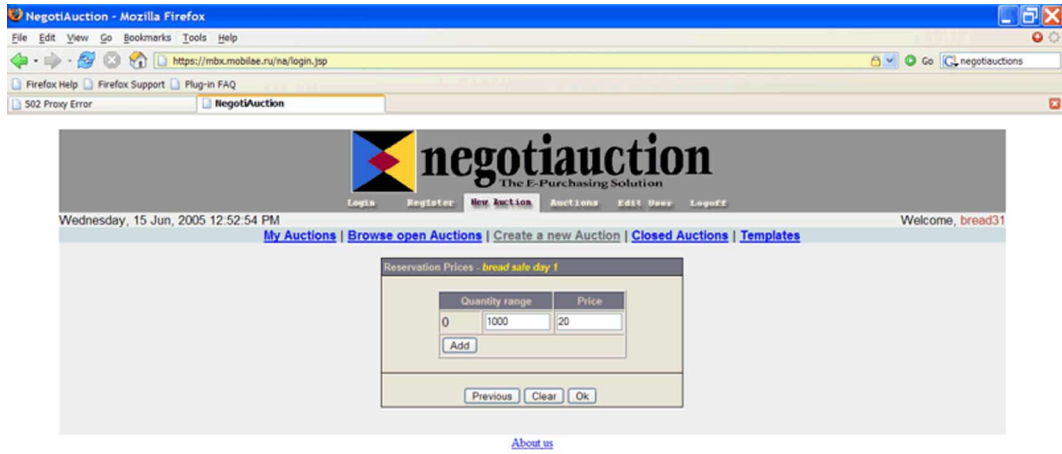 NegotiAuction - Mozilla Firefox
File Edit View Go Bookmarks Tools Help
https://mbx.mobilae.ru/na/login.jsp Go negotiauctions
Firefox Help Firefox Support Plug-in FAQ
502 Proxy Error NegotiAuction
negotiauction
The E-Purchasing Solution
Login Register New Auction Auctions Edit User Logoff
Wednesday, 15 Jun, 2005 12:52:54 PM Welcome, bread31
My Auctions | Browse open Auctions | Create a new Auction | Closed Auctions | Templates
Reservation Prices - bread sale day 1
Quantity range Price
0 1000 20
Add
Previous Clear Ok
About us